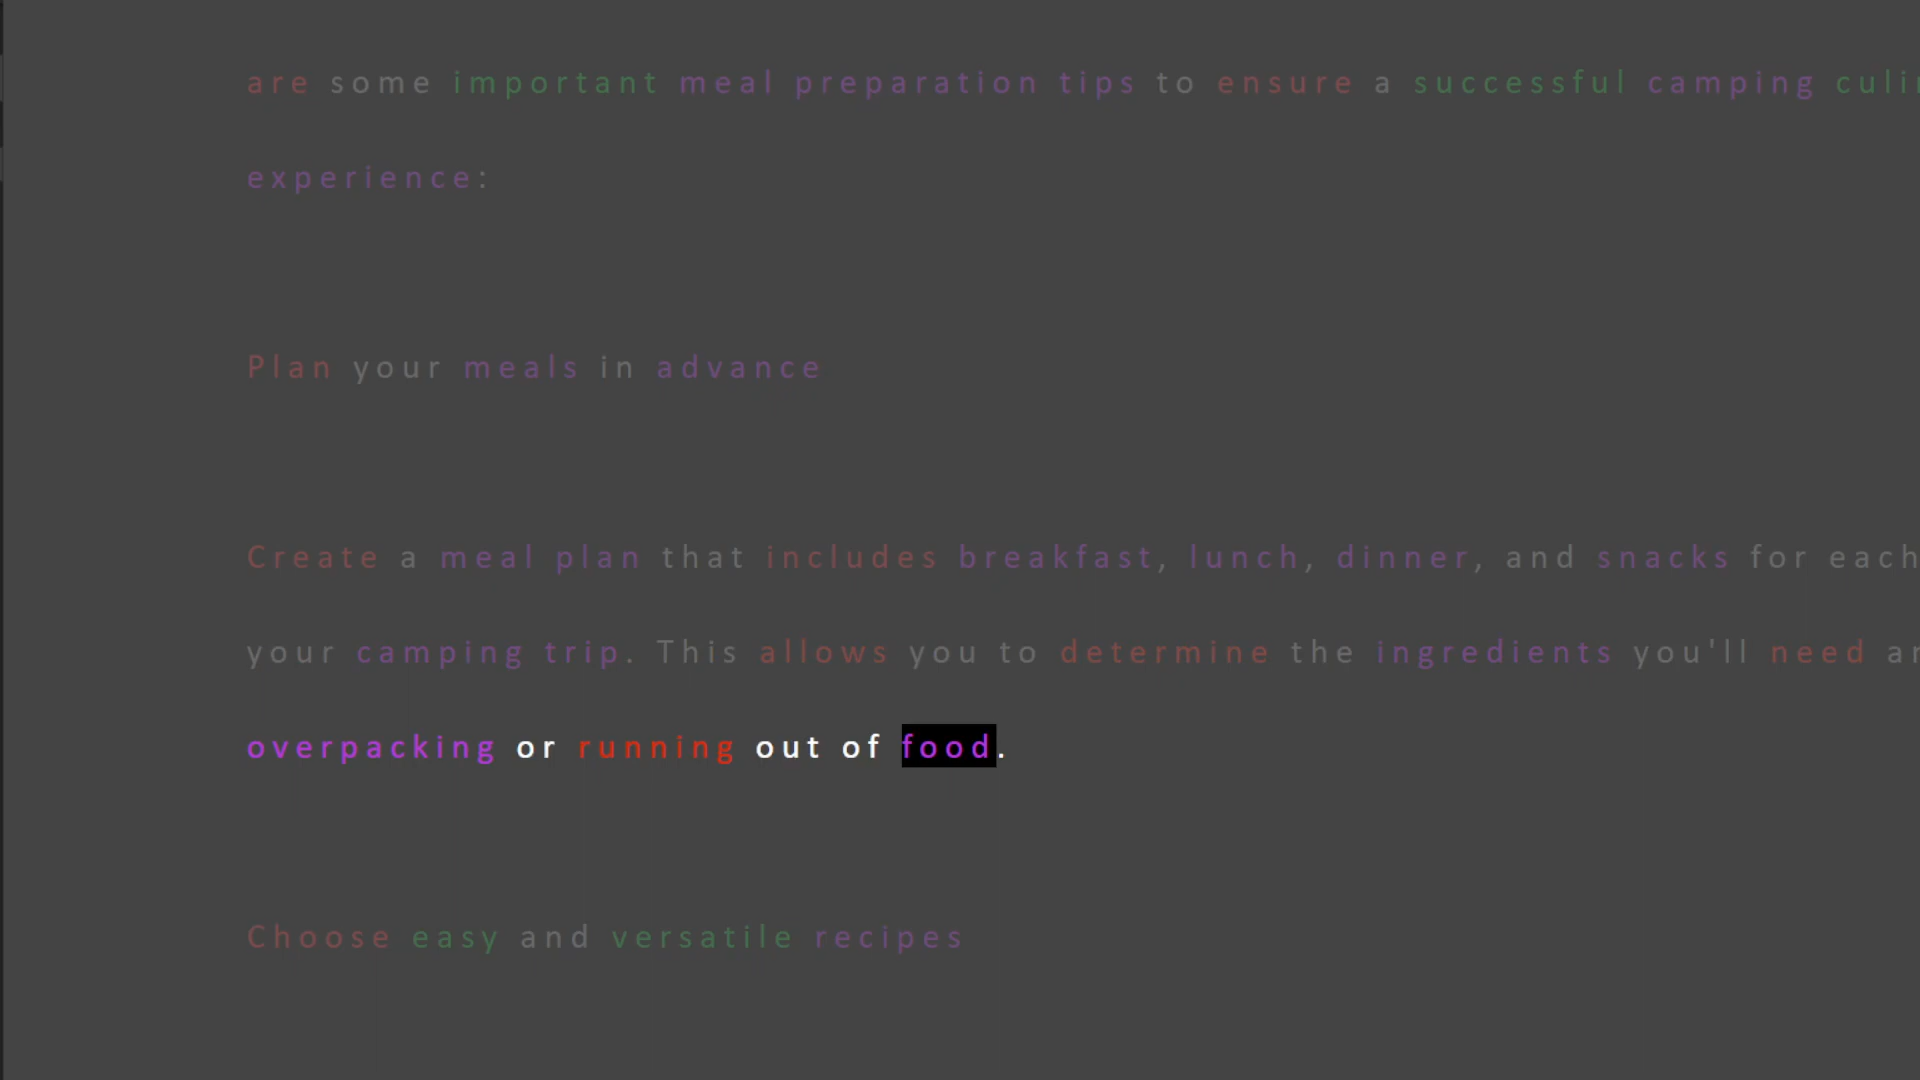 are some important meal preparation tips to ensure a successful camping
experience:
Plan your meals in advance
Create a meal plan that includes breakfast, lunch, dinner, and snacks for each
your camping trip. This allows you to determine the ingredients you'll need
overpacking or running out of food.
Choose easy and versatile recipes